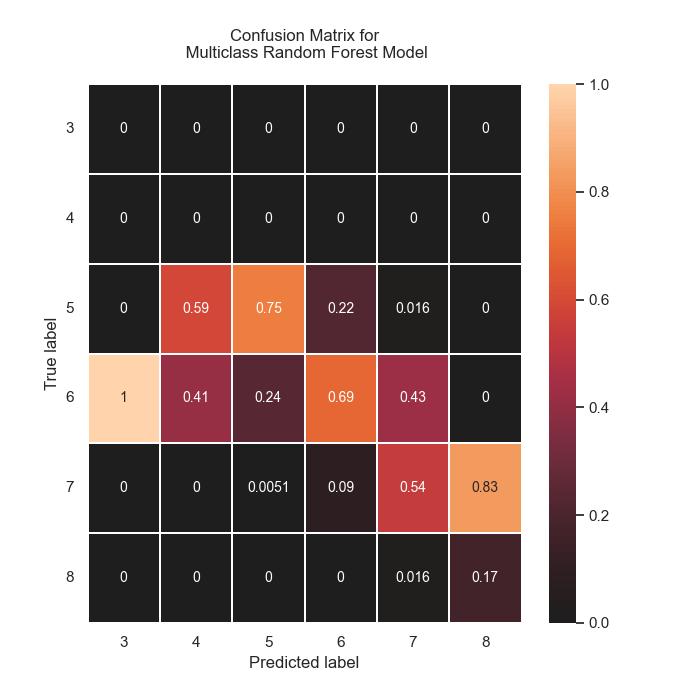 Confusion Matrix for
Multiclass Random Forest Model
3 0 0 0 0 0 0
4 0 0 0 0 0 0
5 0 0.59 0.75 0.22 0.016 0
6 1 0.41 0.24 0.69 0.43 0
7 0 0 0.0051 0.09 0.54 0.83
8 0 0 0 0 0.016 0.17
3 4 5 6 7 8
Predicted label
True label
1.0
0.8
0.6
0.4
0.2
0.0